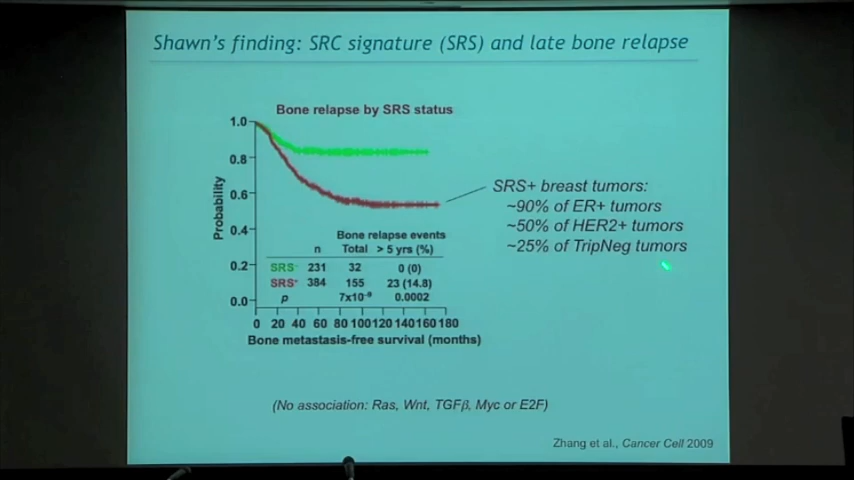 Shawn's finding: SRC signature (SRS) and late bone relapse
Bone relapse by SRS status
1.0
0.8
0.6
0.4
0.2
0.0
Probability
Bone relapse events
n Total > 5 yrs (%)
SRS⁻ 231 32 0 (0)
SRS⁺ 384 155 23 (14.8)
p 7x10⁻⁹ 0.0002
0 20 40 60 80 100 120 140 160 180
Bone metastasis-free survival (months)
SRS+ breast tumors:
~90% of ER+ tumors
~50% of HER2+ tumors
~25% of TripNeg tumors
(No association: Ras, Wnt, TGFβ, Myc or E2F)
Zhang et al., Cancer Cell 2009